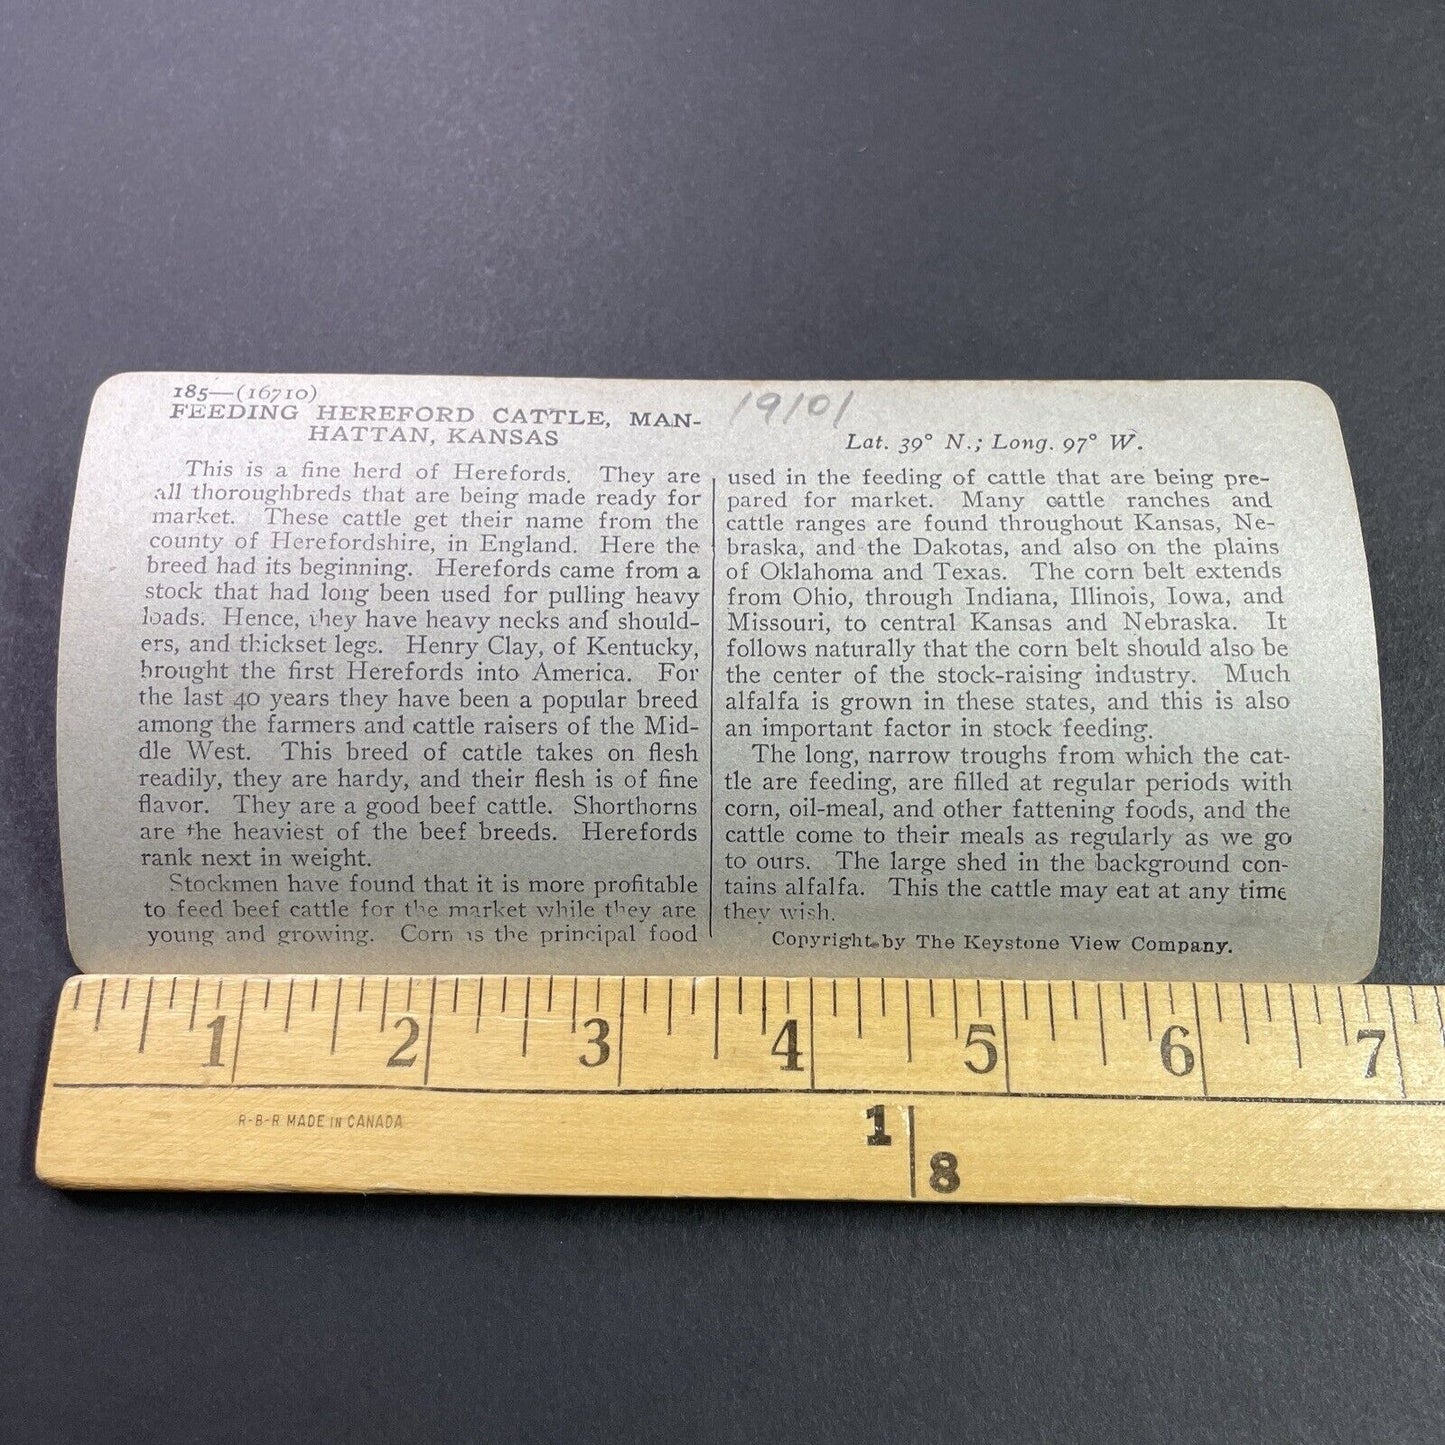 185—(16710)
FEEDING HEREFORD CATTLE, MAN-
HATTAN, KANSAS
This is a fine herd of Herefords. They are
all thoroughbreds that are being made ready for
market. These cattle get their name from the
county of Herefordshire, in England. Here the
breed had its beginning. Herefords came from a
stock that had long been used for pulling heavy
loads. Hence, they have heavy necks and should-
ers, and thickset legs. Henry Clay, of Kentucky,
brought the first Herefords into America. For
the last 40 years they have been a popular breed
among the farmers and cattle raisers of the Mid-
dle West. This breed of cattle takes on flesh
readily, they are hardy, and their flesh is of fine
flavor. They are a good beef cattle. Shorthorns
are the heaviest of the beef breeds. Herefords
rank next in weight.
Stockmen have found that it is more profitable
to feed beef cattle for the market while they are
young and growing. Corn is the principal food
19101
Lat. 39° N.; Long. 97° W.
used in the feeding of cattle that are being pre-
pared for market. Many cattle ranches and
cattle ranges are found throughout Kansas, Ne-
braska, and the Dakotas, and also on the plains
of Oklahoma and Texas. The corn belt extends
from Ohio, through Indiana, Illinois, Iowa, and
Missouri, to central Kansas and Nebraska. It
follows naturally that the corn belt should also be
the center of the stock-raising industry. Much
alfalfa is grown in these states, and this is also
an important factor in stock feeding.
The long, narrow troughs from which the cat-
tle are feeding, are filled at regular periods with
corn, oil-meal, and other fattening foods, and the
cattle come to their meals as regularly as we go
to ours. The large shed in the background con-
tains alfalfa. This the cattle may eat at any time
they wish.
Copyright by The Keystone View Company.
1 2 3 4 5 6 7
R-B-R MADE IN CANADA
1
8